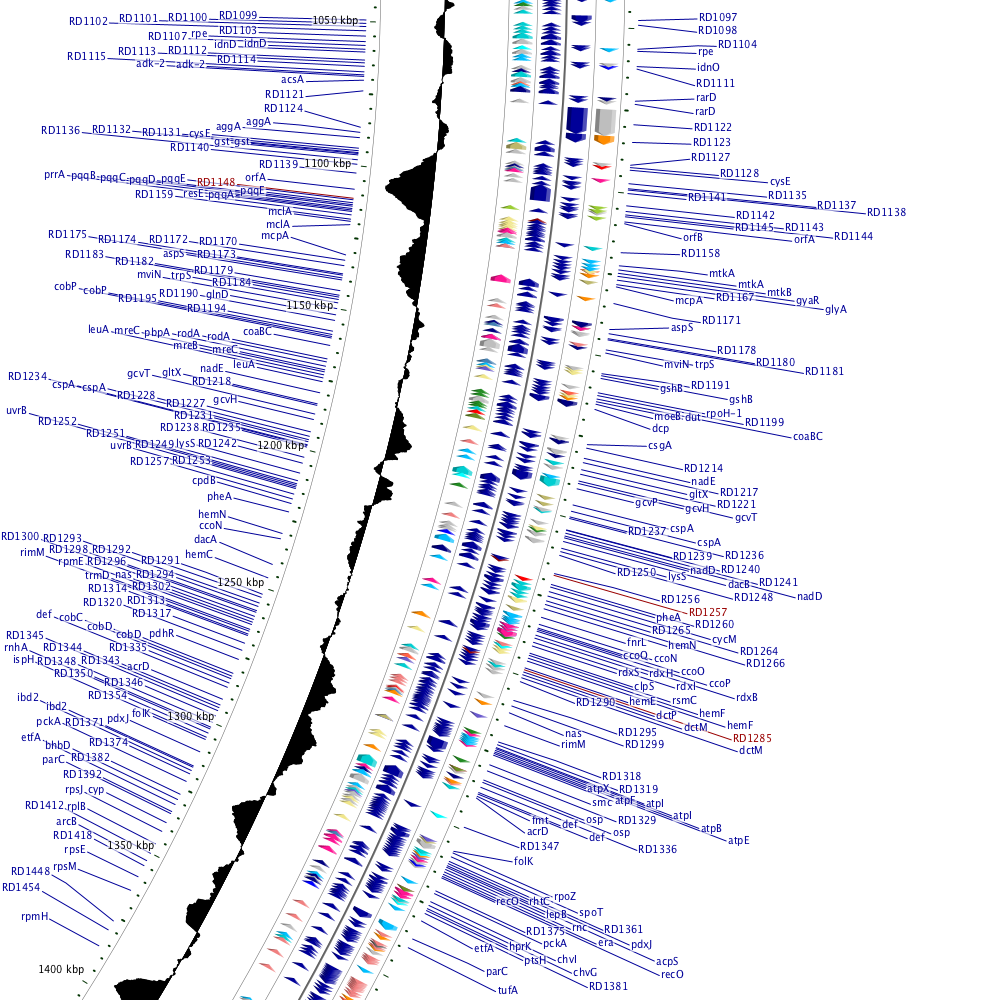 RD1102 RD1101 RD1100 RD1099 1050 kbp
RD1107 rpe RD1103
idnD idnD
RD1115 RD1113 RD1112 RD1114
adk-2 adk-2
acsA
RD1121
RD1124
aggA aggA
RD1136 RD1132 RD1131 cysE
gst gst
RD1140
RD1139 1100 kbp
prrA pqqB pqqC pqqD pqqE RD1148 orfA
RD1159 resE pqqA pqqE
mclA
mclA
mcpA
RD1175 RD1174 RD1172 RD1170
RD1183 RD1182 aspS RD1173
mviN trpS RD1179
RD1184
cobP cobP RD1195 RD1190 glnD
RD1194 1150 kbp
leuA mreC pbpA rodA rodA coaBC
mreB mreC
leuA
nadE
RD1234 gcvT gltX RD1218
cspA cspA RD1228 gcvH
RD1227
uvrB RD1231
RD1252 RD1238 RD1235
RD1251
uvrB RD1249 lysS RD1242 1200 kbp
RD1257 RD1253
cpdB
pheA
hemN
ccoN
dacA
hemC
RD1300 RD1293
rimM RD1298 RD1292
rpmE RD1296 RD1291
trmD nas RD1294 1250 kbp
RD1314 RD1302
RD1320 RD1313
def cobC RD1317
cobD cobD pdhR
RD1345
rnhA RD1344 RD1335
ispH RD1348 RD1343 acrD
RD1350 RD1346
ibd2 RD1354
ibd2 folK 1300 kbp
pckA RD1371 pdxJ
etfA bhbD RD1374
parC RD1382
RD1392
rpsJ cyp
RD1412 rplB
arcB
RD1418
rpsE 1350 kbp
RD1448 rpsM
RD1454
rpmH
1400 kbp
RD1097
RD1098
RD1104
rpe
idnO
RD1111
rarD
rarD
RD1122
RD1123
RD1127
RD1128
cysE
RD1141 RD1135
RD1137
RD1142 RD1138
RD1145 RD1143
orfB orfA RD1144
RD1158
mtkA
mtkA
mcpA RD1167 mtkB
gyaR
glyA
RD1171
aspS
RD1178
mviN trpS RD1180
RD1181
gshB RD1191
gshB
moeB dut rpoH-1
dcp RD1199
coaBC
csgA
RD1214
nadE
gltX RD1217
gcvP gcvH RD1221
gcvT
RD1237 cspA
cspA
RD1239 RD1236
RD1250 lysS nadD RD1240
dacB RD1241
RD1248 nadD
RD1256
RD1257
pheA RD1260
RD1265 cycM
fnrL hemN RD1264
ccoQ ccoN RD1266
rdxS rdxH ccoO
clpS rdxI ccoP
RD1290 hemE rsmC rdxB
dctP hemF
dctM hemF
nas RD1295 RD1285
rimM RD1299 dctM
RD1318
atpX RD1319
smc atpF atpI
fmt def osp RD1329 atpI
acrD def osp atpB
RD1347 RD1336 atpE
folK
recO rhtC rpoZ
lepB spoT
RD1375 rnc RD1361
etfA hprK pckA era pdxJ
ptsH chvI acpS
parC chvG recO
tufA RD1381